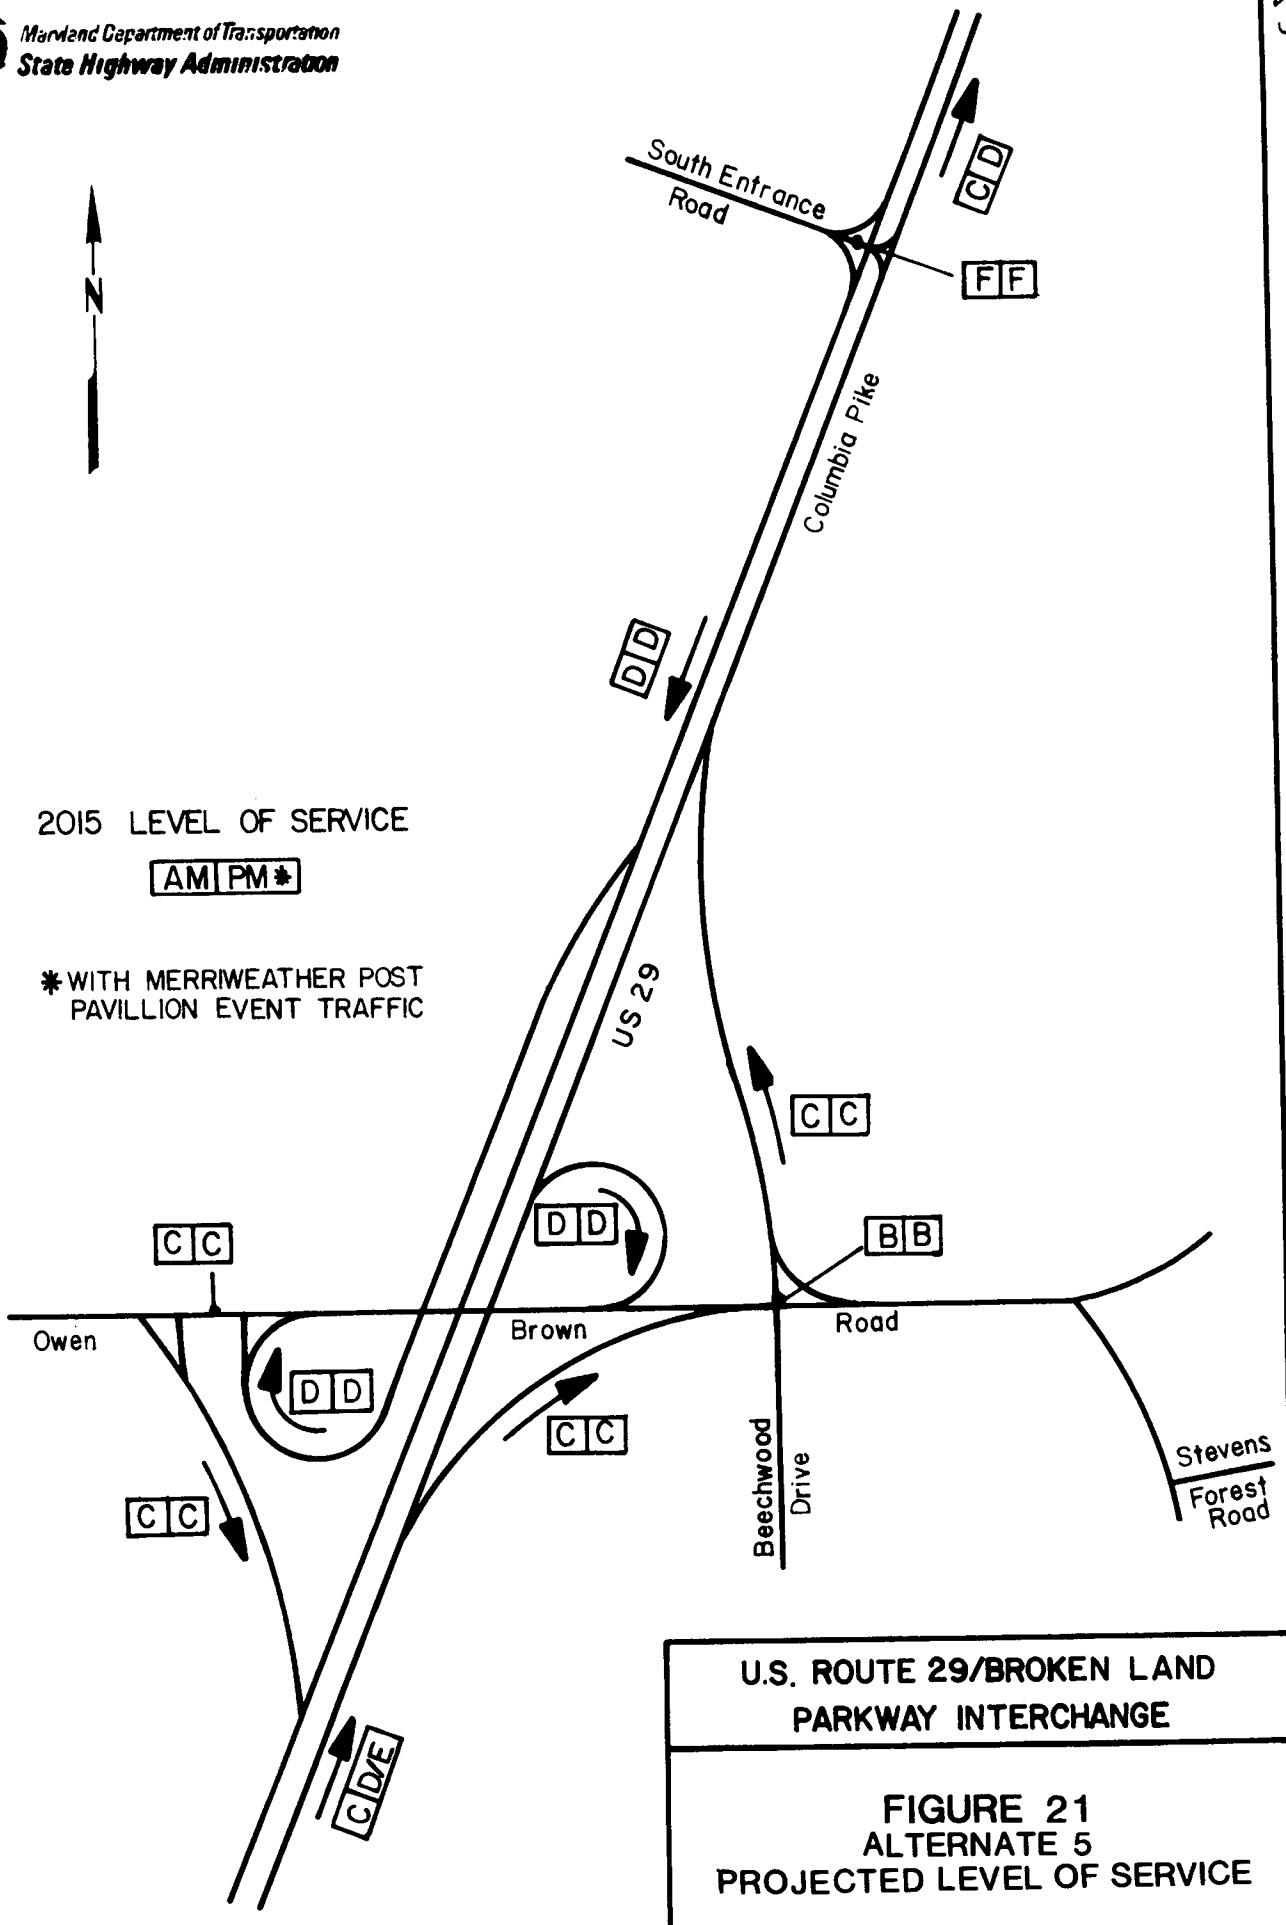 Maryland Department of Transportation
State Highway Administration
South Entrance
Road
C D
F F
N
Columbia Pike
D D
2015 LEVEL OF SERVICE
AM PM*
*WITH MERRIWEATHER POST
PAVILLION EVENT TRAFFIC
US 29
C C
D D
C C
B B
Owen
Brown
Road
D D
C C
C C
Beechwood
Drive
Stevens
Forest
Road
C D/E
U.S. ROUTE 29/BROKEN LAND
PARKWAY INTERCHANGE
FIGURE 21
ALTERNATE 5
PROJECTED LEVEL OF SERVICE